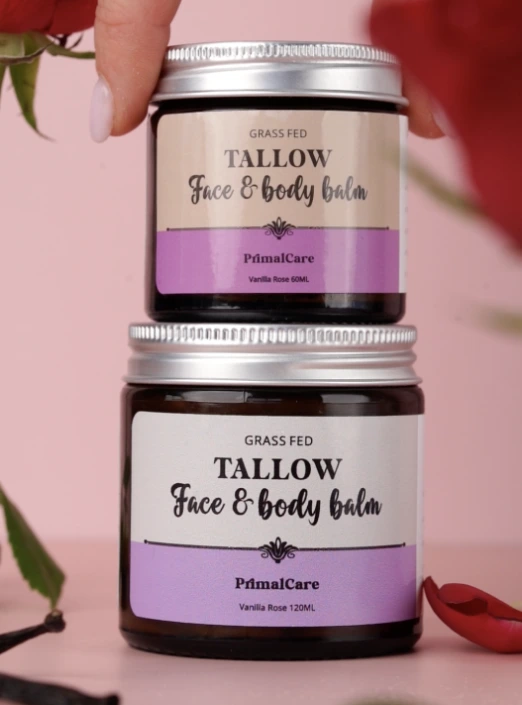 GRASS FED
TALLOW
Face & body balm
PrimalCare
Vanilla Rose 60ML
GRASS FED
TALLOW
Face & body balm
PrimalCare
Vanilla Rose 120ML